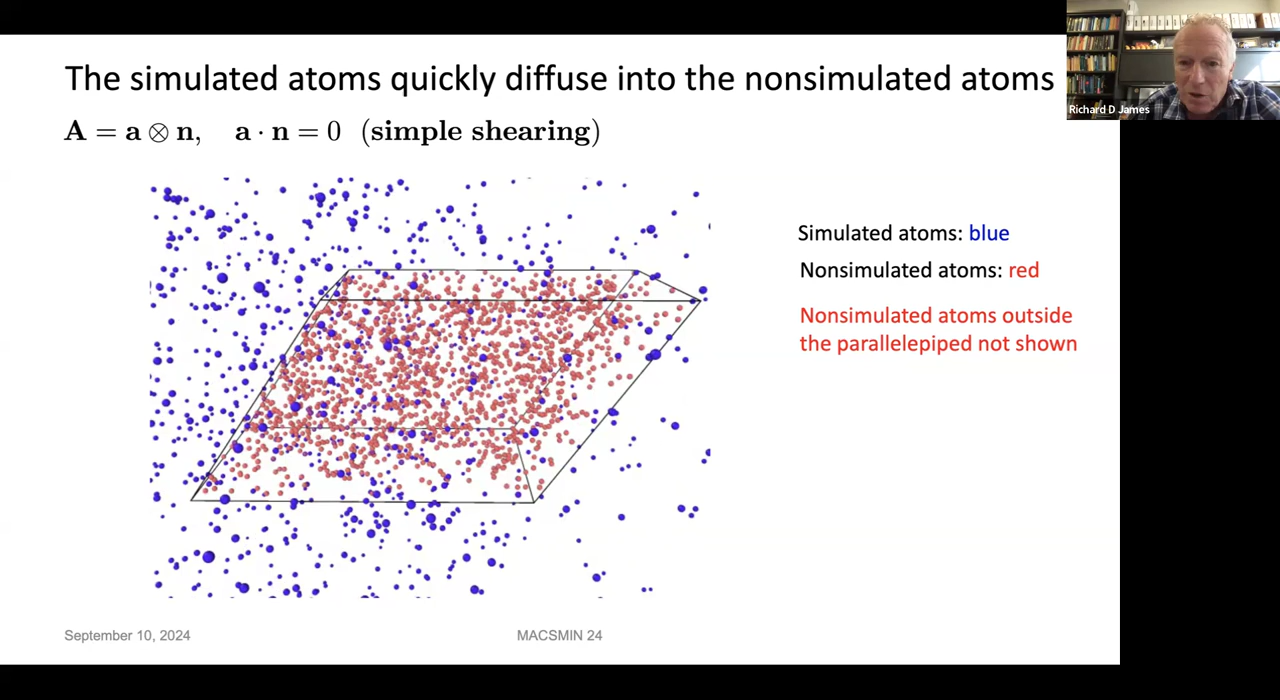 The simulated atoms quickly diffuse into the nonsimulated atoms
A = a ⊗ n, a · n = 0 (simple shearing)
Richard D James
Simulated atoms: blue
Nonsimulated atoms: red
Nonsimulated atoms outside
the parallelepiped not shown
September 10, 2024
MACSMIN 24